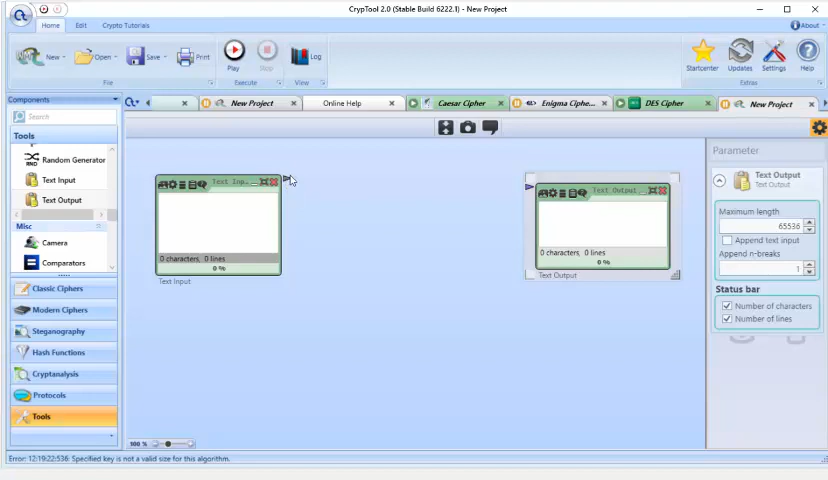 CrypTool 2.0 (Stable Build 6222.1) - New Project
Home Edit Crypto Tutorials
About
New Open Save Print Play Stop Log Startcenter Updates Settings Help
File Execute View Extras
Components
New Project Online Help Caesar Cipher Enigma Ciphe... DES Cipher New Project
Search
Tools
Random Generator
RND
Text Input
Text Output
Misc
Camera
Comparators
Classic Ciphers
Modern Ciphers
Steganography
Hash Functions
Cryptanalysis
Protocols
Tools
Text Inp...
0 characters, 0 lines
0 %
Text Input
Text Output
0 characters, 0 lines
0 %
Text Output
Parameter
Text Output
Text Output
Maximum length
65536
Append text input
Append n-breaks
1
Status bar
Number of characters
Number of lines
100 %
Error: 12:19:22:536: Specified key is not a valid size for this algorithm.